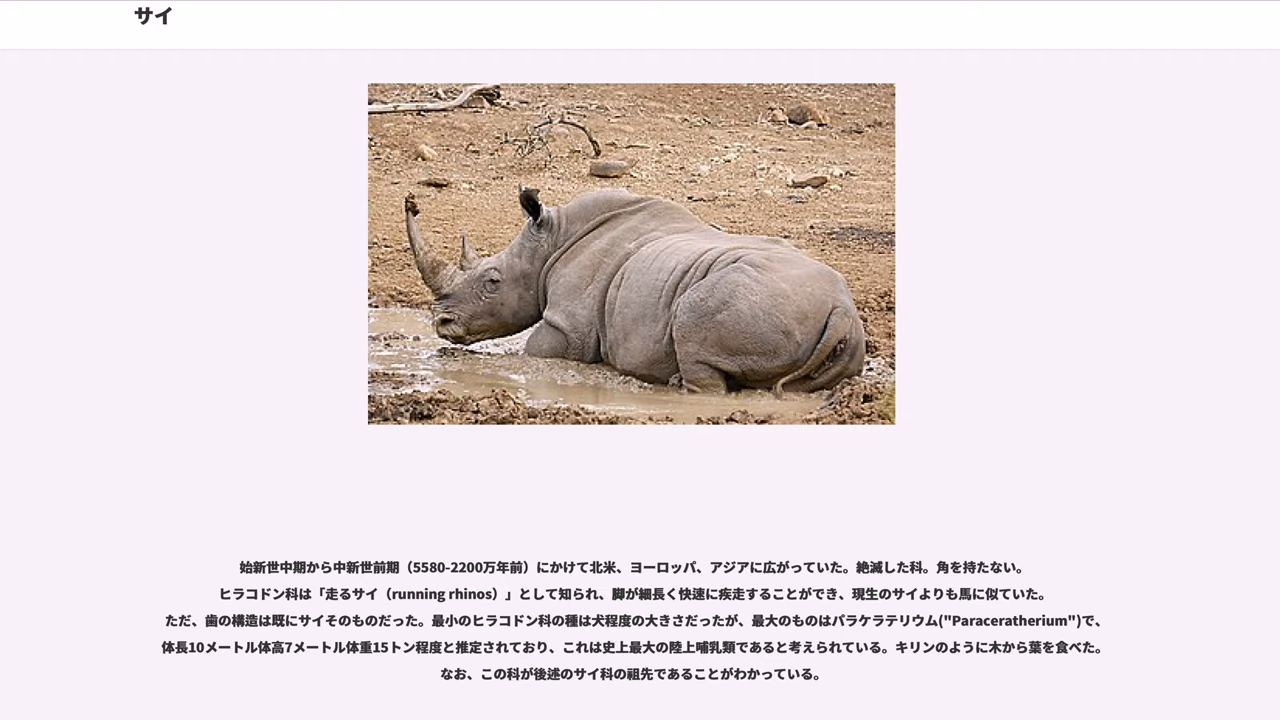 サイ
始新世中期から中新世前期（5580-2200万年前）にかけて北米、ヨーロッパ、アジアに広がっていた。絶滅した科。角を持たない。
ヒラコドン科は「走るサイ（running rhinos）」として知られ、脚が細長く快速に疾走することができ、現生のサイよりも馬に似ていた。
ただ、歯の構造は既にサイそのものだった。最小のヒラコドン科の種は犬程度の大きさだったが、最大のものはパラケラテリウム("Paraceratherium")で、
体長10メートル体高7メートル体重15トン程度と推定されており、これは史上最大の陸上哺乳類であると考えられている。キリンのように木から葉を食べた。
なお、この科が後述のサイ科の祖先であることがわかっている。